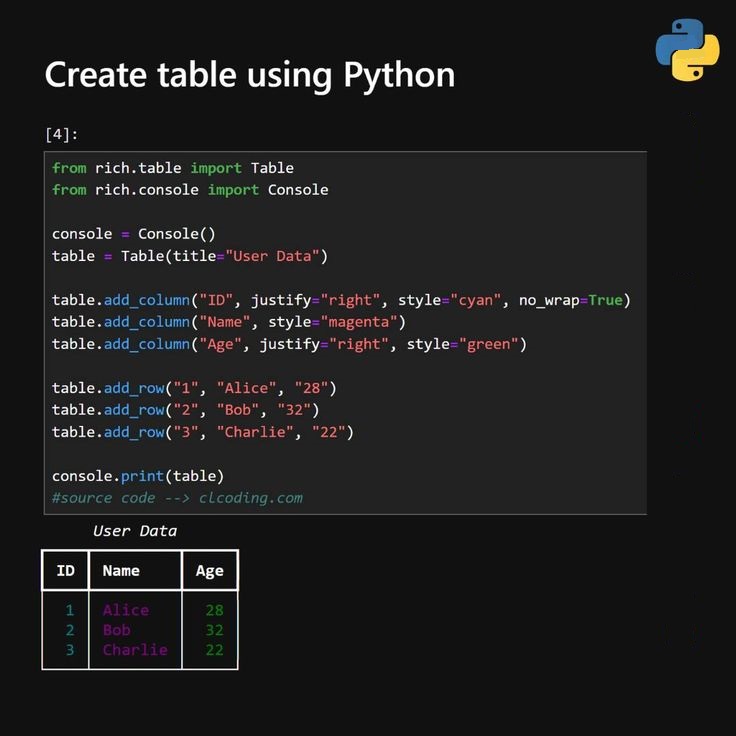 Create table using Python
[4]:
from rich.table import Table
from rich.console import Console
console = Console()
table = Table(title="User Data")
table.add_column("ID", justify="right", style="cyan", no_wrap=True)
table.add_column("Name", style="magenta")
table.add_column("Age", justify="right", style="green")
table.add_row("1", "Alice", "28")
table.add_row("2", "Bob", "32")
table.add_row("3", "Charlie", "22")
console.print(table)
#source code --> clcoding.com
User Data
ID Name Age
1 Alice 28
2 Bob 32
3 Charlie 22